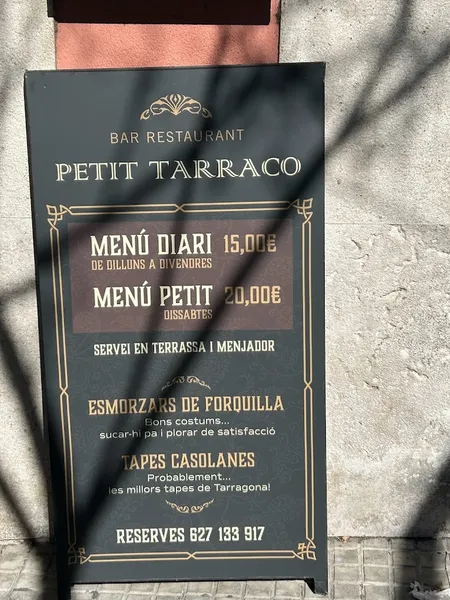 BAR RESTAURANT
PETIT TARRACO
MENÚ DIARI 15,00€
DE DILLUNS A DIVENDRES
MENÚ PETIT 20,00€
DISSABTES
SERVEI EN TERRASSA I MENJADOR
ESMORZARS DE FORQUILLA
Bons costums...
sucar-hi pa i plorar de satisfacció
TAPES CASOLANES
Probablement...
les millors tapes de Tarragona!
RESERVES 627 133 917